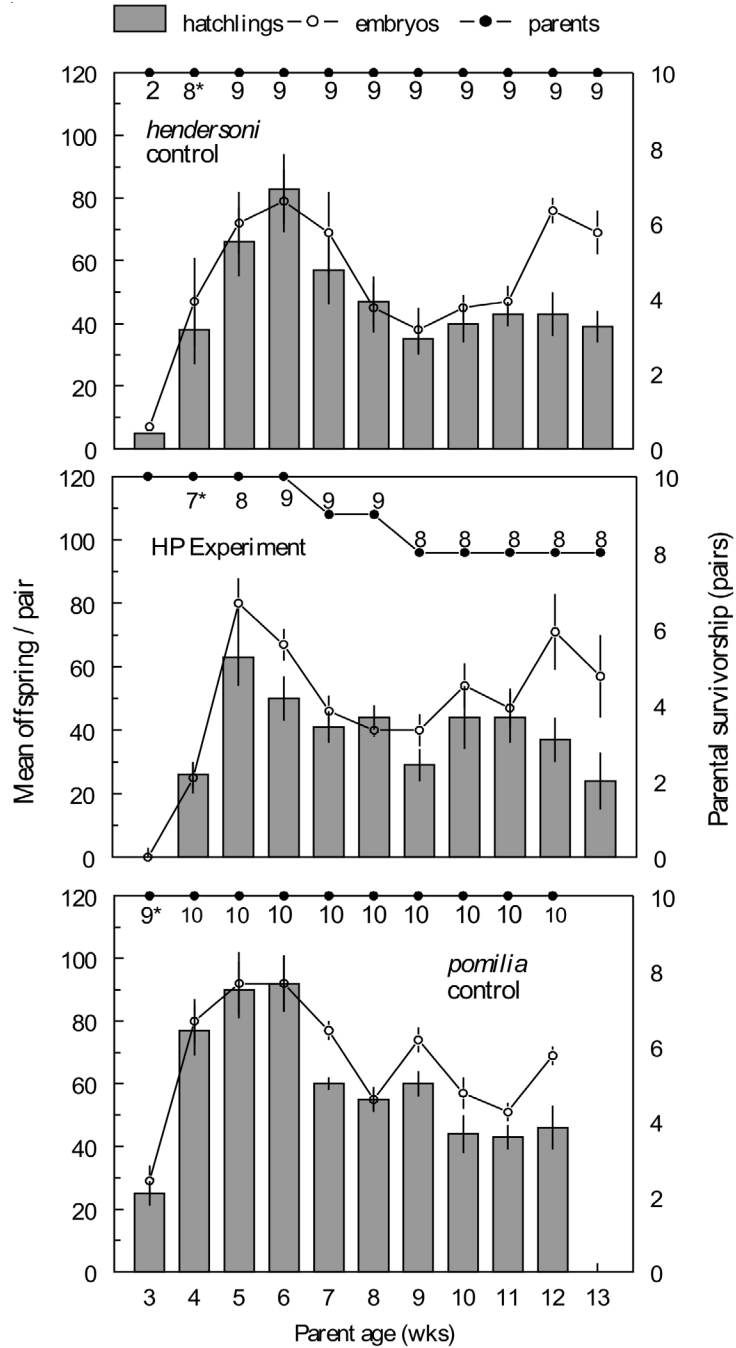 hatchlings embryos parents
120 10
2 8* 9 9 9 9 9 9 9 9 9
hendersoni
control
100
8
80
6
60
4
40
2
20
0 0
120 10
7* 8 9 9 9 8 8 8 8 8
HP Experiment
100
8
80
6
60
4
40
2
20
0 0
Mean offspring / pair
Parental survivorship (pairs)
120 10
9* 10 10 10 10 10 10 10 10 10
pomilia
control
100
8
80
6
60
4
40
2
20
0 0
3 4 5 6 7 8 9 10 11 12 13
Parent age (wks)